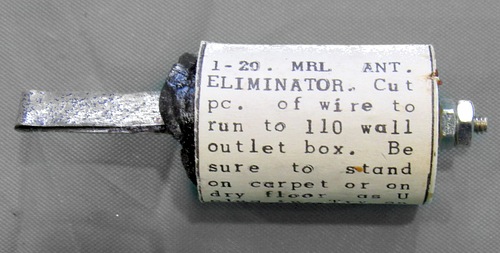 1-20. MRL ANT.
ELIMINATOR. Cut
pc. of wire to
run to 110 wall
outlet box. Be
sure to stand
on carpet or on
dry floor as U